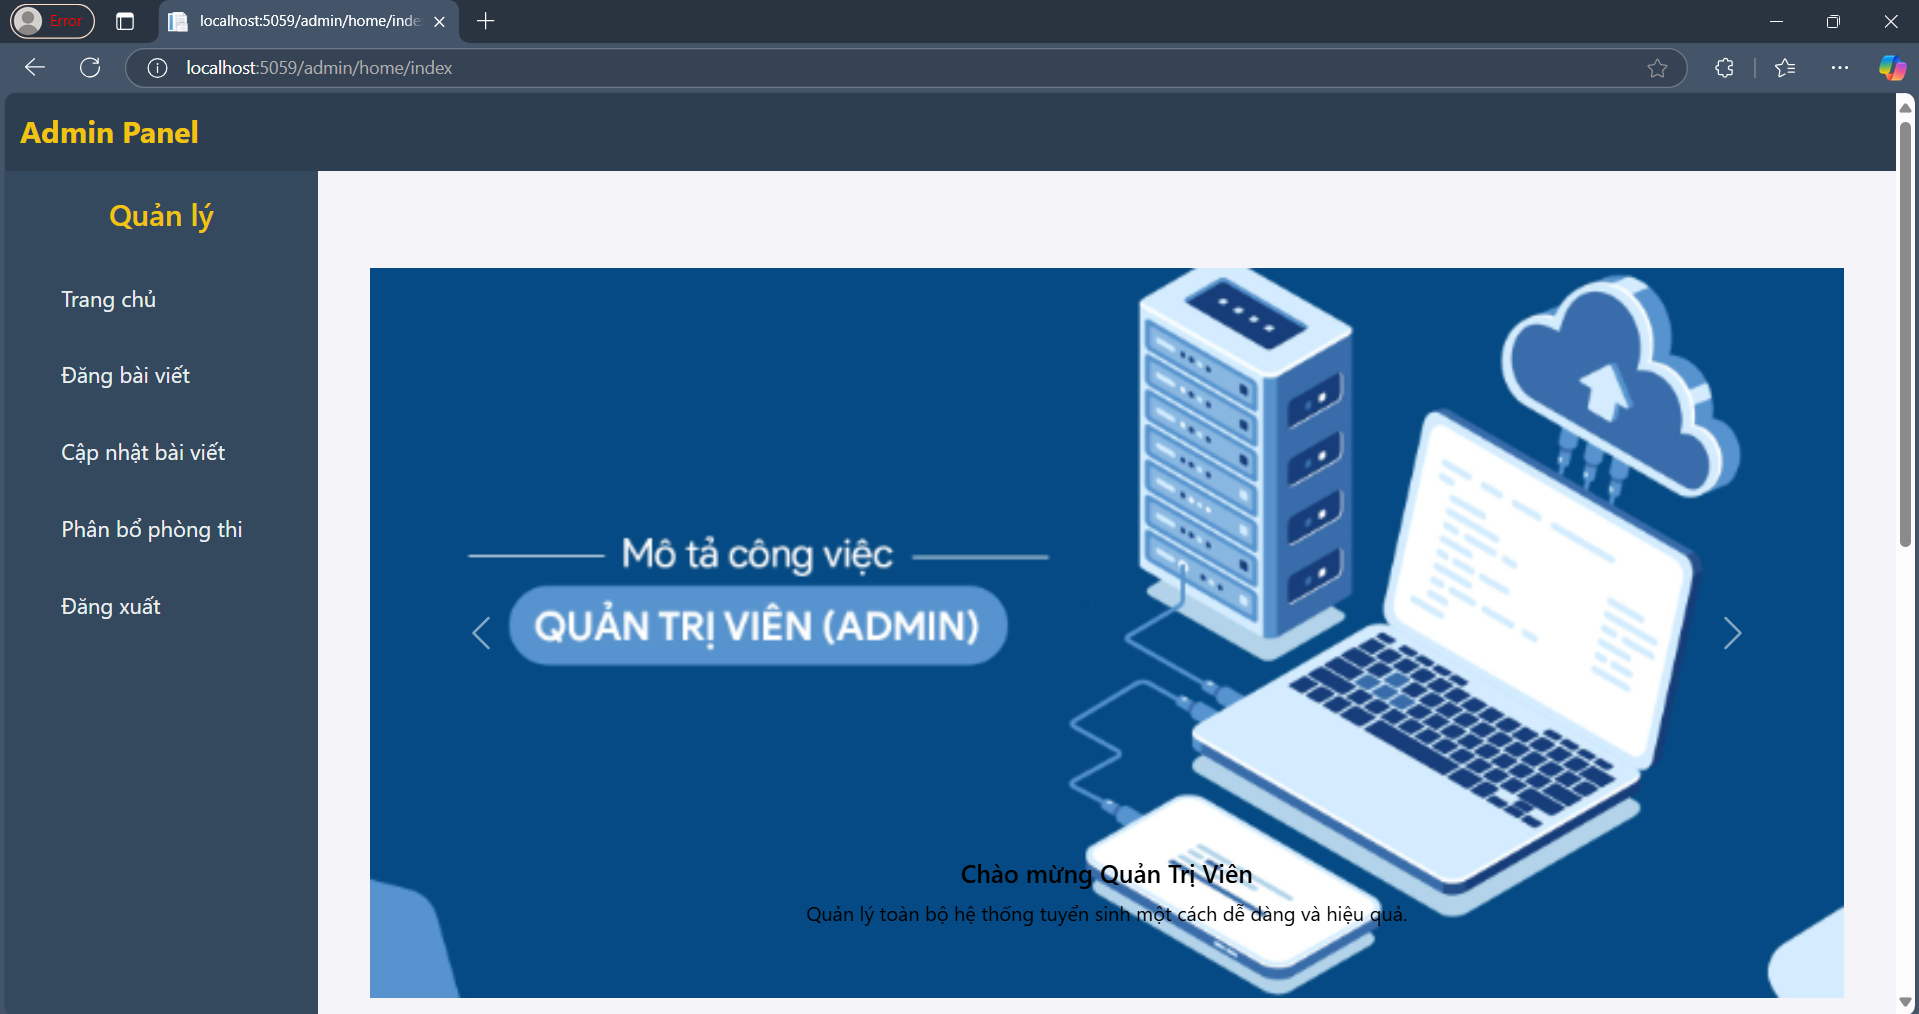 Error
localhost:5059/admin/home/inde
localhost:5059/admin/home/index
Admin Panel
Quản lý
Trang chủ
Đăng bài viết
Cập nhật bài viết
Phân bổ phòng thi
Đăng xuất
Mô tả công việc
QUẢN TRỊ VIÊN (ADMIN)
Chào mừng Quản Trị Viên
Quản lý toàn bộ hệ thống tuyển sinh một cách dễ dàng và hiệu quả.